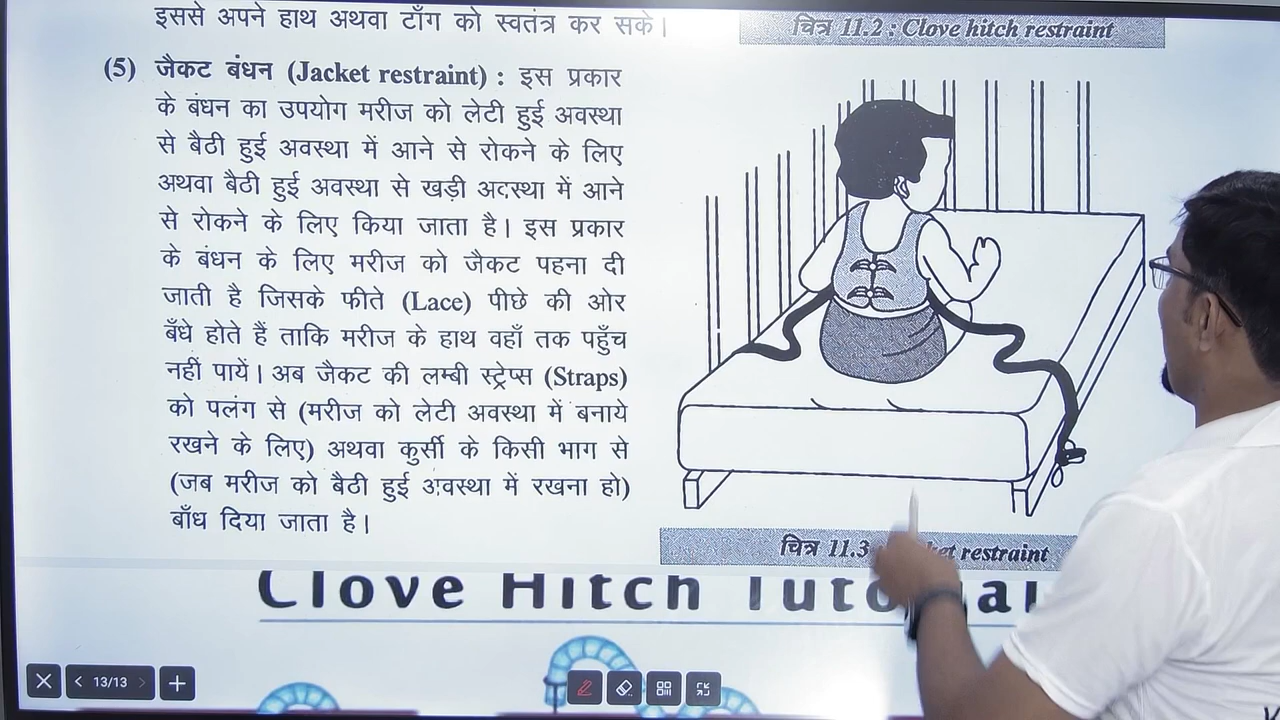 इससे अपने हाथ अथवा टाँग को स्वतंत्र कर सके।
चित्र 11.2 : Clove hitch restraint
(5) जैकट बंधन (Jacket restraint) : इस प्रकार
के बंधन का उपयोग मरीज को लेटी हुई अवस्था
से बैठी हुई अवस्था में आने से रोकने के लिए
अथवा बैठी हुई अवस्था से खड़ी अवस्था में आने
से रोकने के लिए किया जाता है। इस प्रकार
के बंधन के लिए मरीज को जैकट पहना दी
जाती है जिसके फीते (Lace) पीछे की ओर
बँधे होते हैं ताकि मरीज के हाथ वहाँ तक पहुँच
नहीं पायें। अब जैकट की लम्बी स्ट्रेप्स (Straps)
को पलंग से (मरीज को लेटी अवस्था में बनाये
रखने के लिए) अथवा कुर्सी के किसी भाग से
(जब मरीज को बैठी हुई अवस्था में रखना हो)
बाँध दिया जाता है।
चित्र 11.3 restraint
Clove Hitch
13/13